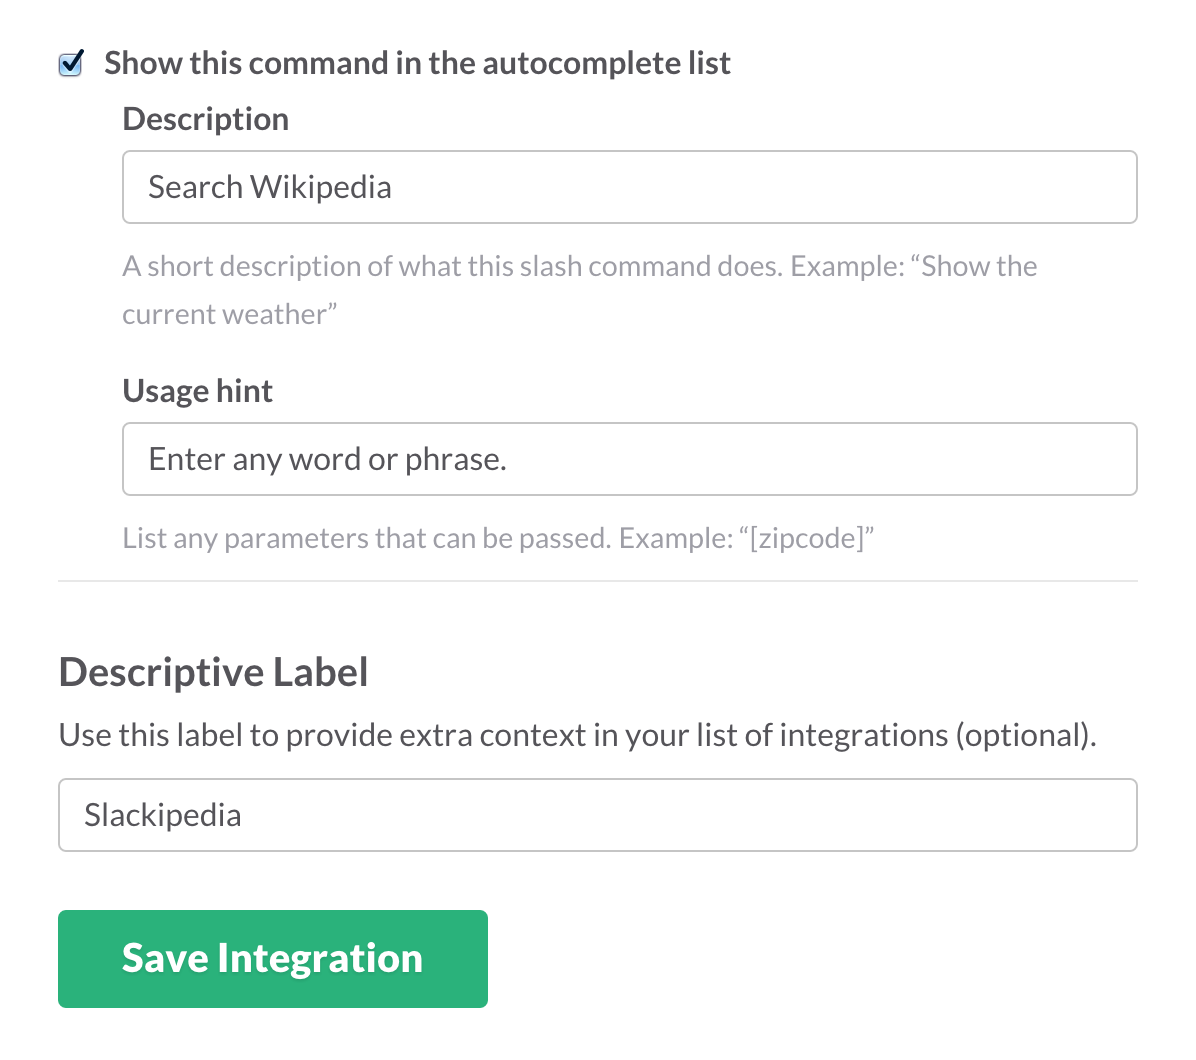 Show this command in the autocomplete list
Description
Search Wikipedia
A short description of what this slash command does. Example: “Show the
current weather”
Usage hint
Enter any word or phrase.
List any parameters that can be passed. Example: “[zipcode]”
Descriptive Label
Use this label to provide extra context in your list of integrations (optional).
Slackipedia
Save Integration